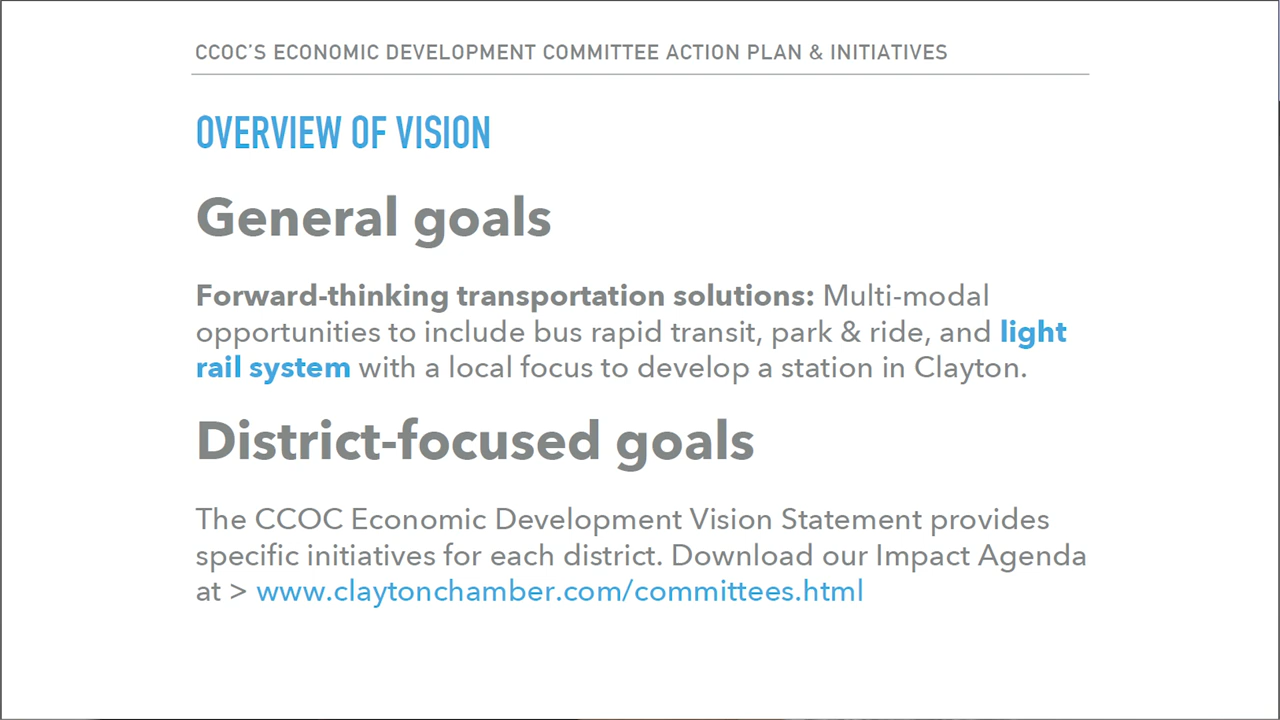 CCOC'S ECONOMIC DEVELOPMENT COMMITTEE ACTION PLAN & INITIATIVES
OVERVIEW OF VISION
General goals
Forward-thinking transportation solutions: Multi-modal
opportunities to include bus rapid transit, park & ride, and light
rail system with a local focus to develop a station in Clayton.
District-focused goals
The CCOC Economic Development Vision Statement provides
specific initiatives for each district. Download our Impact Agenda
at > www.claytonchamber.com/committees.html